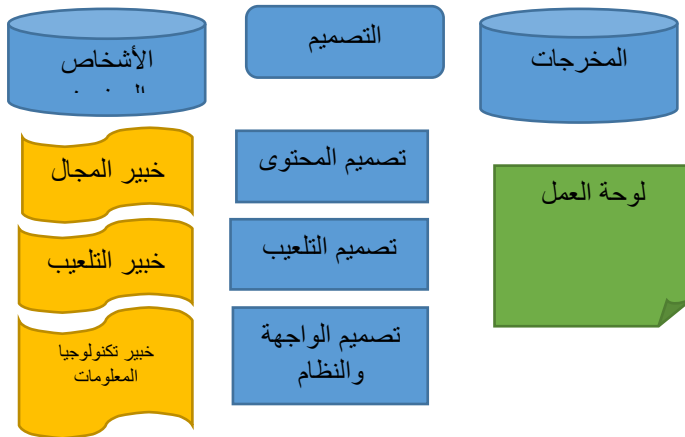 المخرجات
التصميم
الأشخاص
لوحة العمل
تصميم المحتوى
خبير المجال
تصميم التلعيب
خبير التلعيب
تصميم الواجهة
والنظام
خبير تكنولوجيا
المعلومات